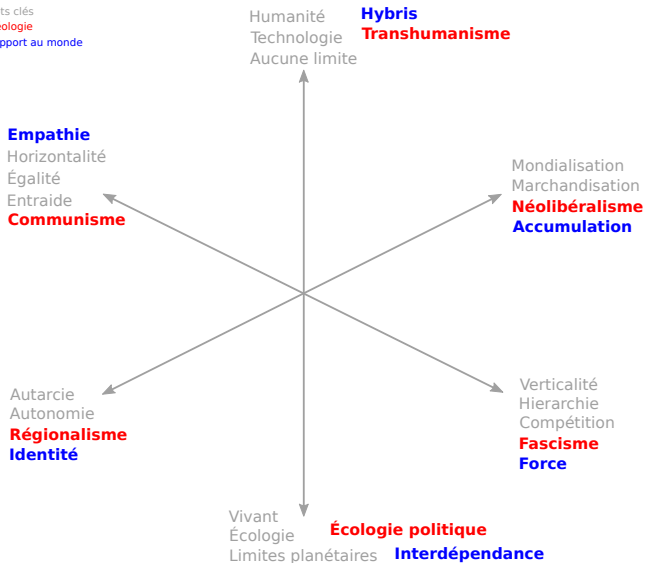 ts clés
ologie
pport au monde
Humanité
Technologie
Aucune limite
Hybris
Transhumanisme
Empathie
Horizontalité
Égalité
Entraide
Communisme
Mondialisation
Marchandisation
Néolibéralisme
Accumulation
Autarcie
Autonomie
Régionalisme
Identité
Verticalité
Hierarchie
Compétition
Fascisme
Force
Vivant
Écologie
Limites planétaires
Écologie politique
Interdépendance